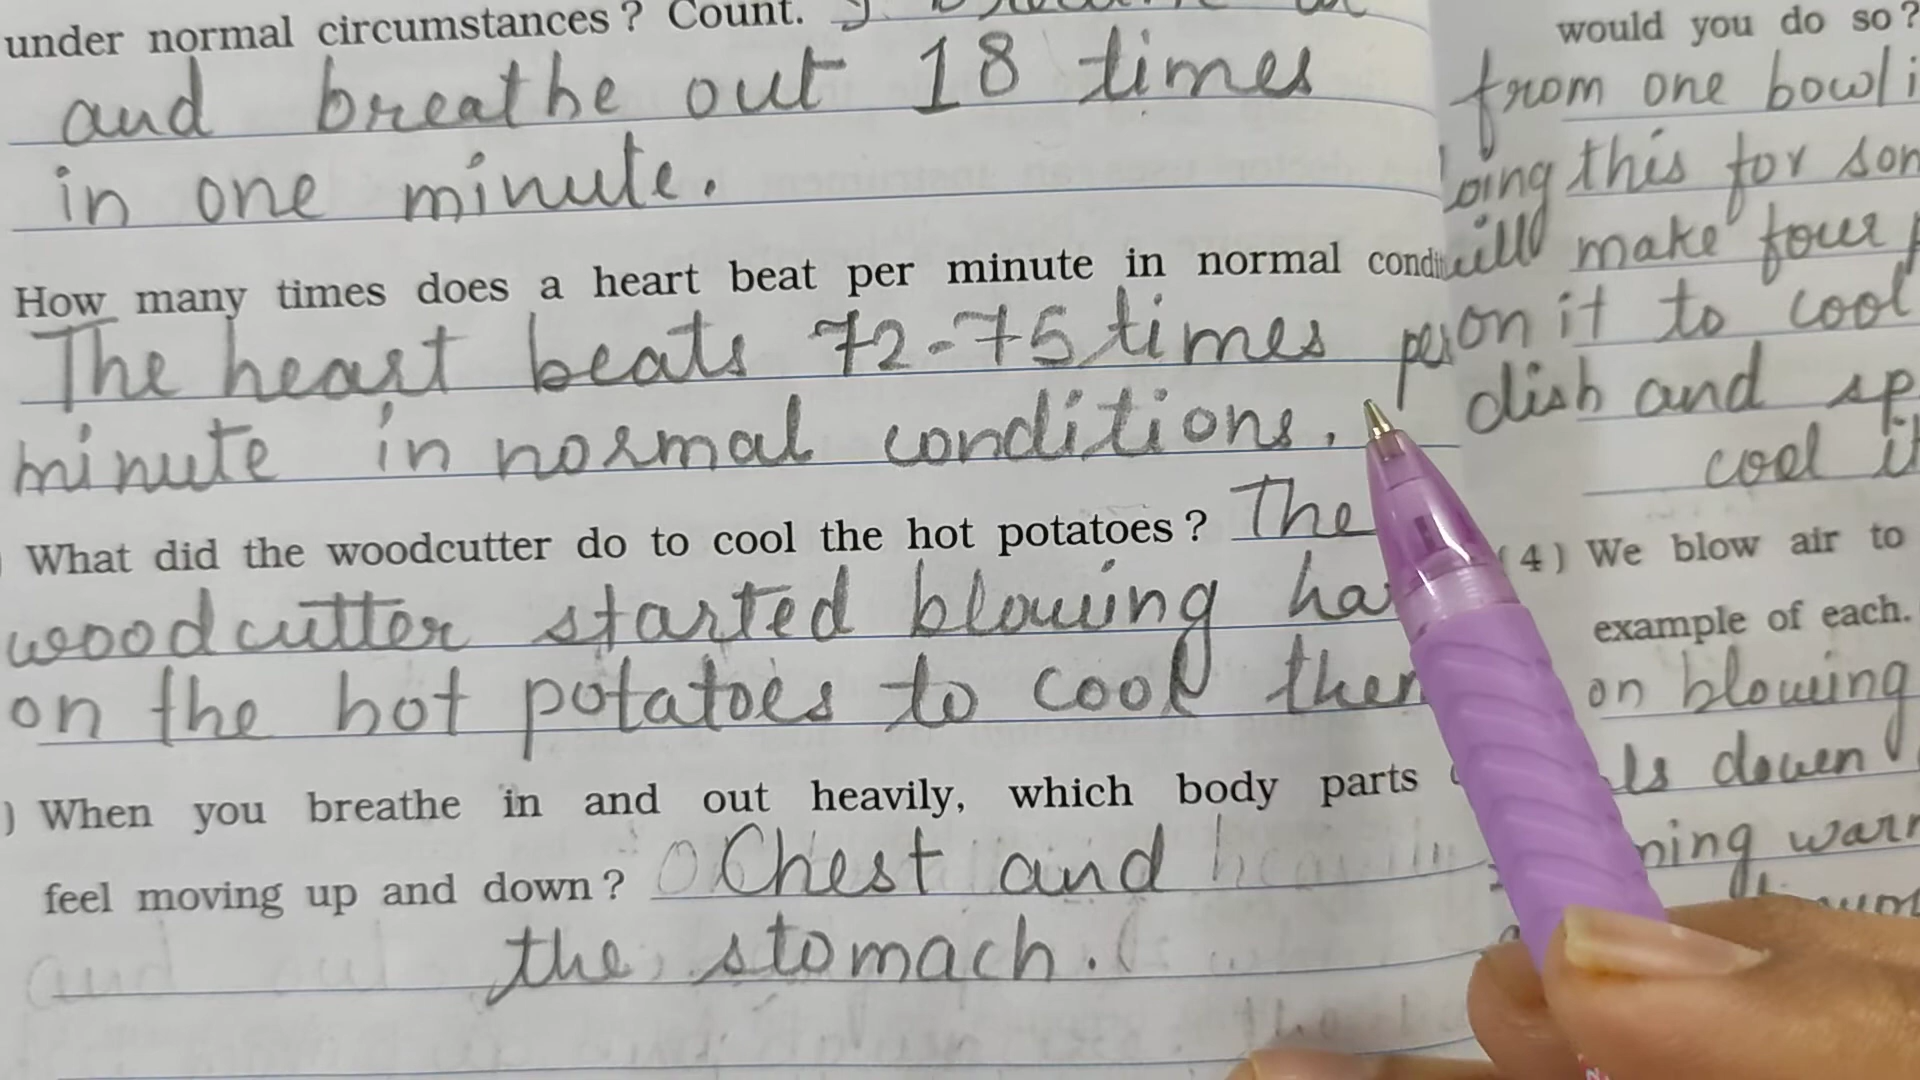 under normal circumstances? Count.
and breathe out 18 times
in one minute.
How many times does a heart beat per minute in normal
The heart beats 72-75 times per
minute in normal conditions.
What did the woodcutter do to cool the hot potatoes? The
woodcutter started blowing
on the hot potatoes to cool
) When you breathe in and out heavily, which body parts
feel moving up and down? Chest and
the stomach.
would you do so?
from one bowl
this for
will make four
on it to cool
dish and
cool
(4) We blow air to
example of each.
on blowing
down